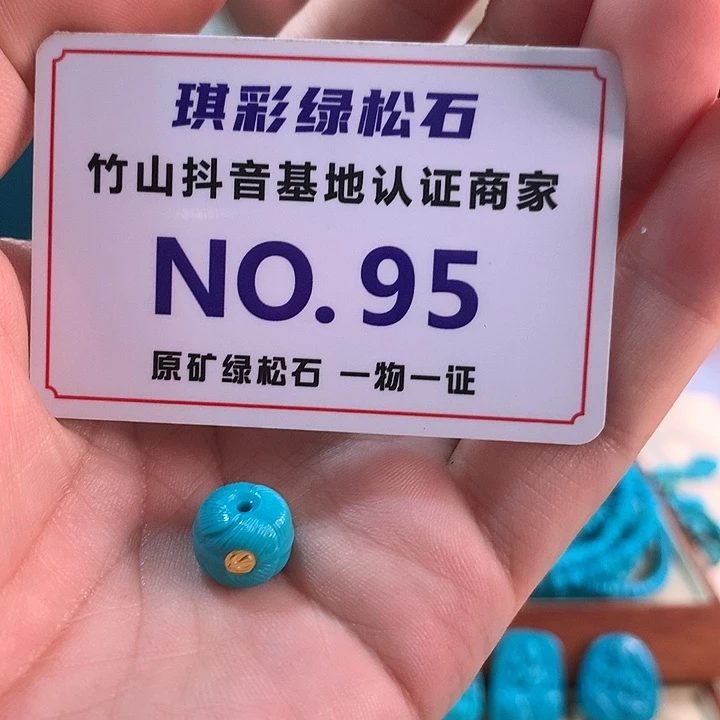 琪彩绿松石
竹山抖音基地认证商家
NO.95
原矿绿松石 一物一证